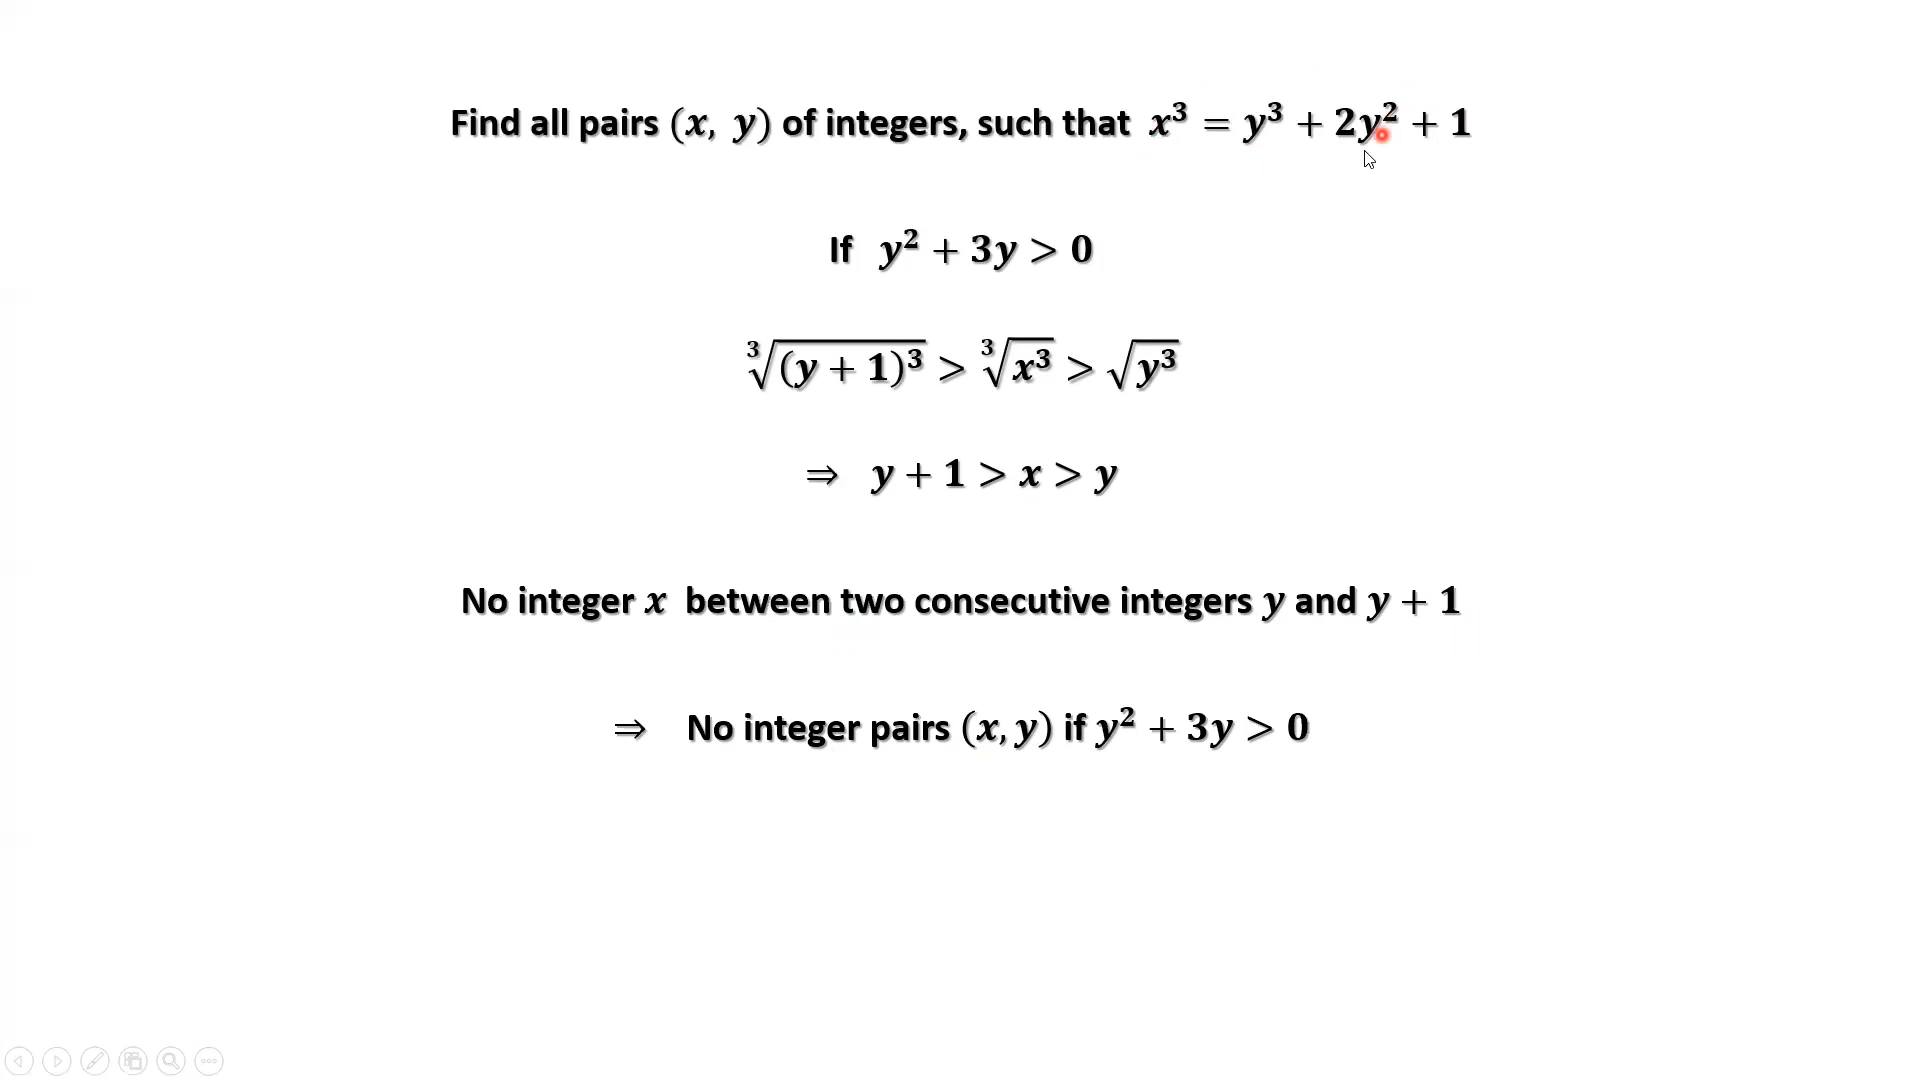 Find all pairs (x, y) of integers, such that x³ = y³ + 2y² + 1
If y² + 3y > 0
∛(y + 1)³ > ∛x³ > √y³
⇒ y + 1 > x > y
No integer x between two consecutive integers y and y + 1
⇒ No integer pairs (x, y) if y² + 3y > 0